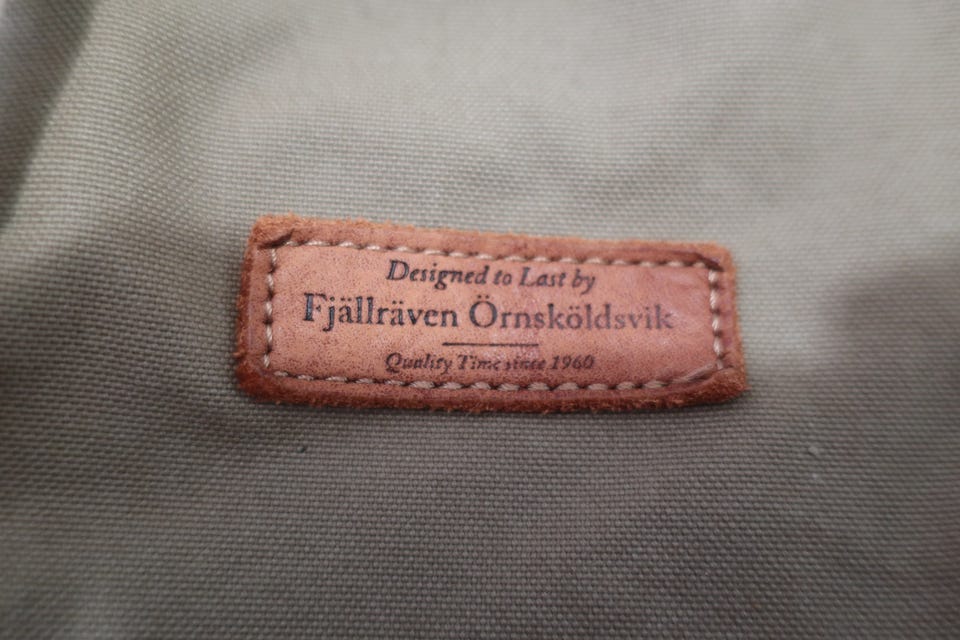 Designed to Last by
Fjällräven Örnsköldsvik
Quality Time since 1960